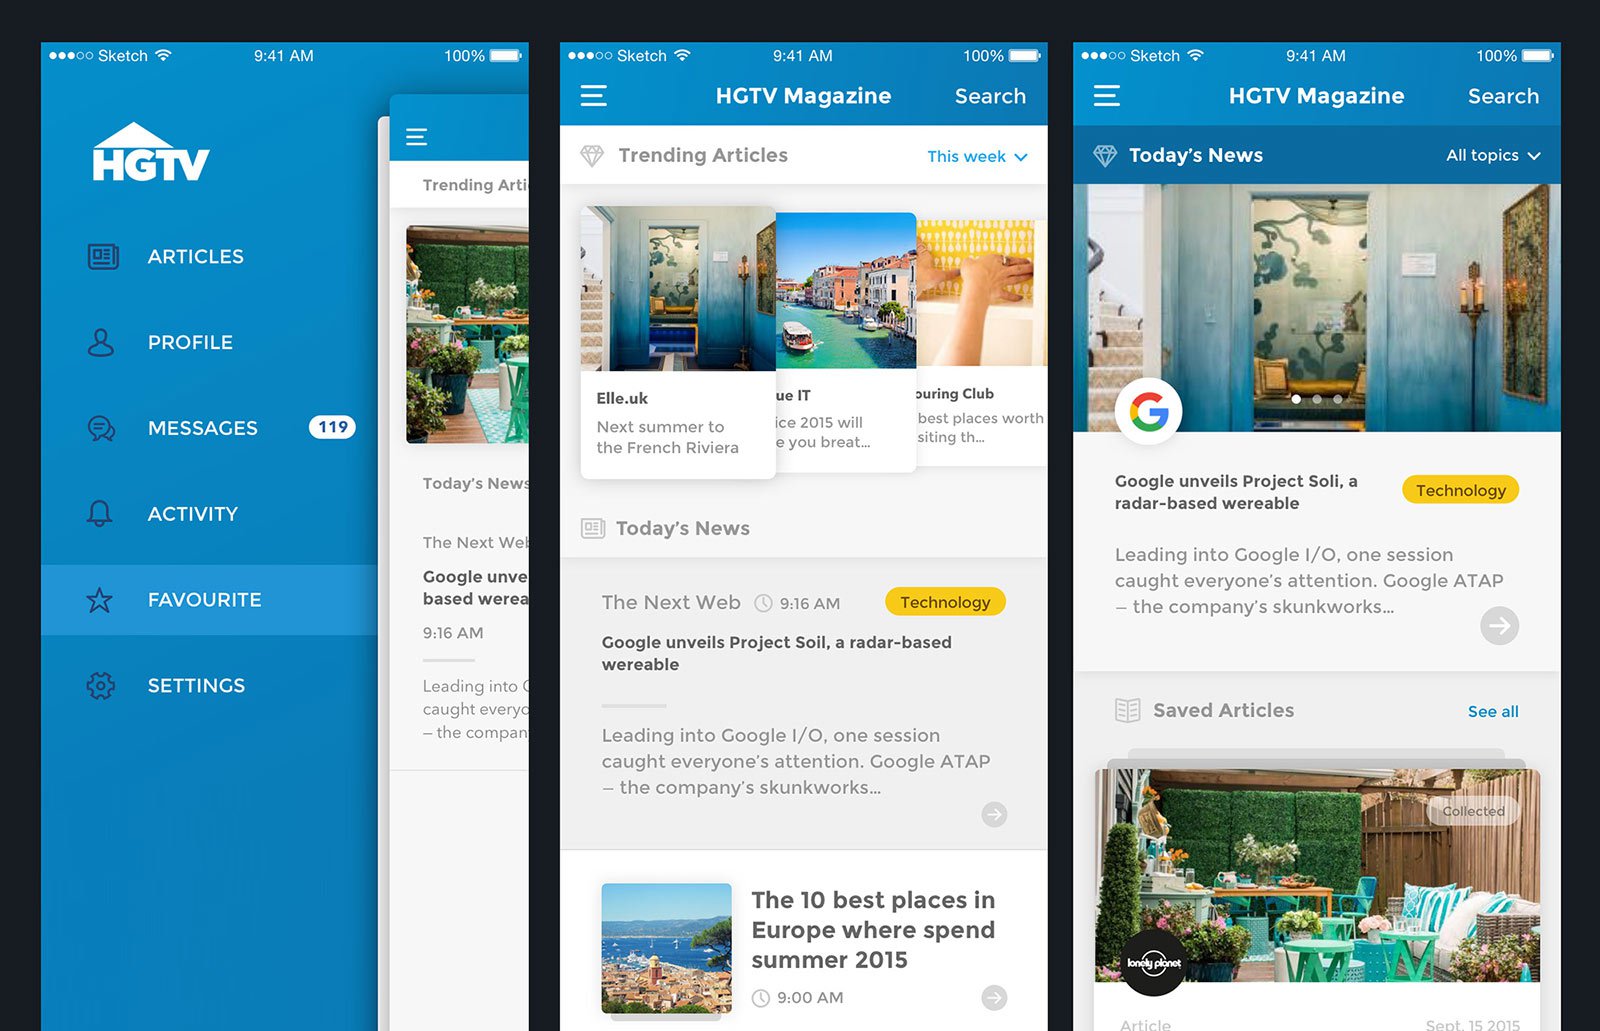 Sketch
9:41 AM
100%
HGTV
ARTICLES
PROFILE
MESSAGES 119
ACTIVITY
FAVOURITE
SETTINGS
Trending Arti
Today's News
The Next Web
Google unve
based werea
9:16 AM
Leading into G
caught everyo
– the compan
Sketch
9:41 AM
100%
HGTV Magazine
Search
Trending Articles
This week
Elle.uk
Next summer to
the French Riviera
ue IT
ice 2015 will
e you breat...
ouring Club
best places worth
siting th...
Today's News
The Next Web 9:16 AM Technology
Google unveils Project Soil, a radar-based
wereable
Leading into Google I/O, one session
caught everyone's attention. Google ATAP
– the company's skunkworks...
The 10 best places in
Europe where spend
summer 2015
9:00 AM
Sketch
9:41 AM
100%
HGTV Magazine
Search
Today's News
All topics
G
Google unveils Project Soli, a
radar-based wereable
Technology
Leading into Google I/O, one session
caught everyone's attention. Google ATAP
– the company's skunkworks...
Saved Articles
See all
Collected
lonely planet
Article
Sept. 15 2015